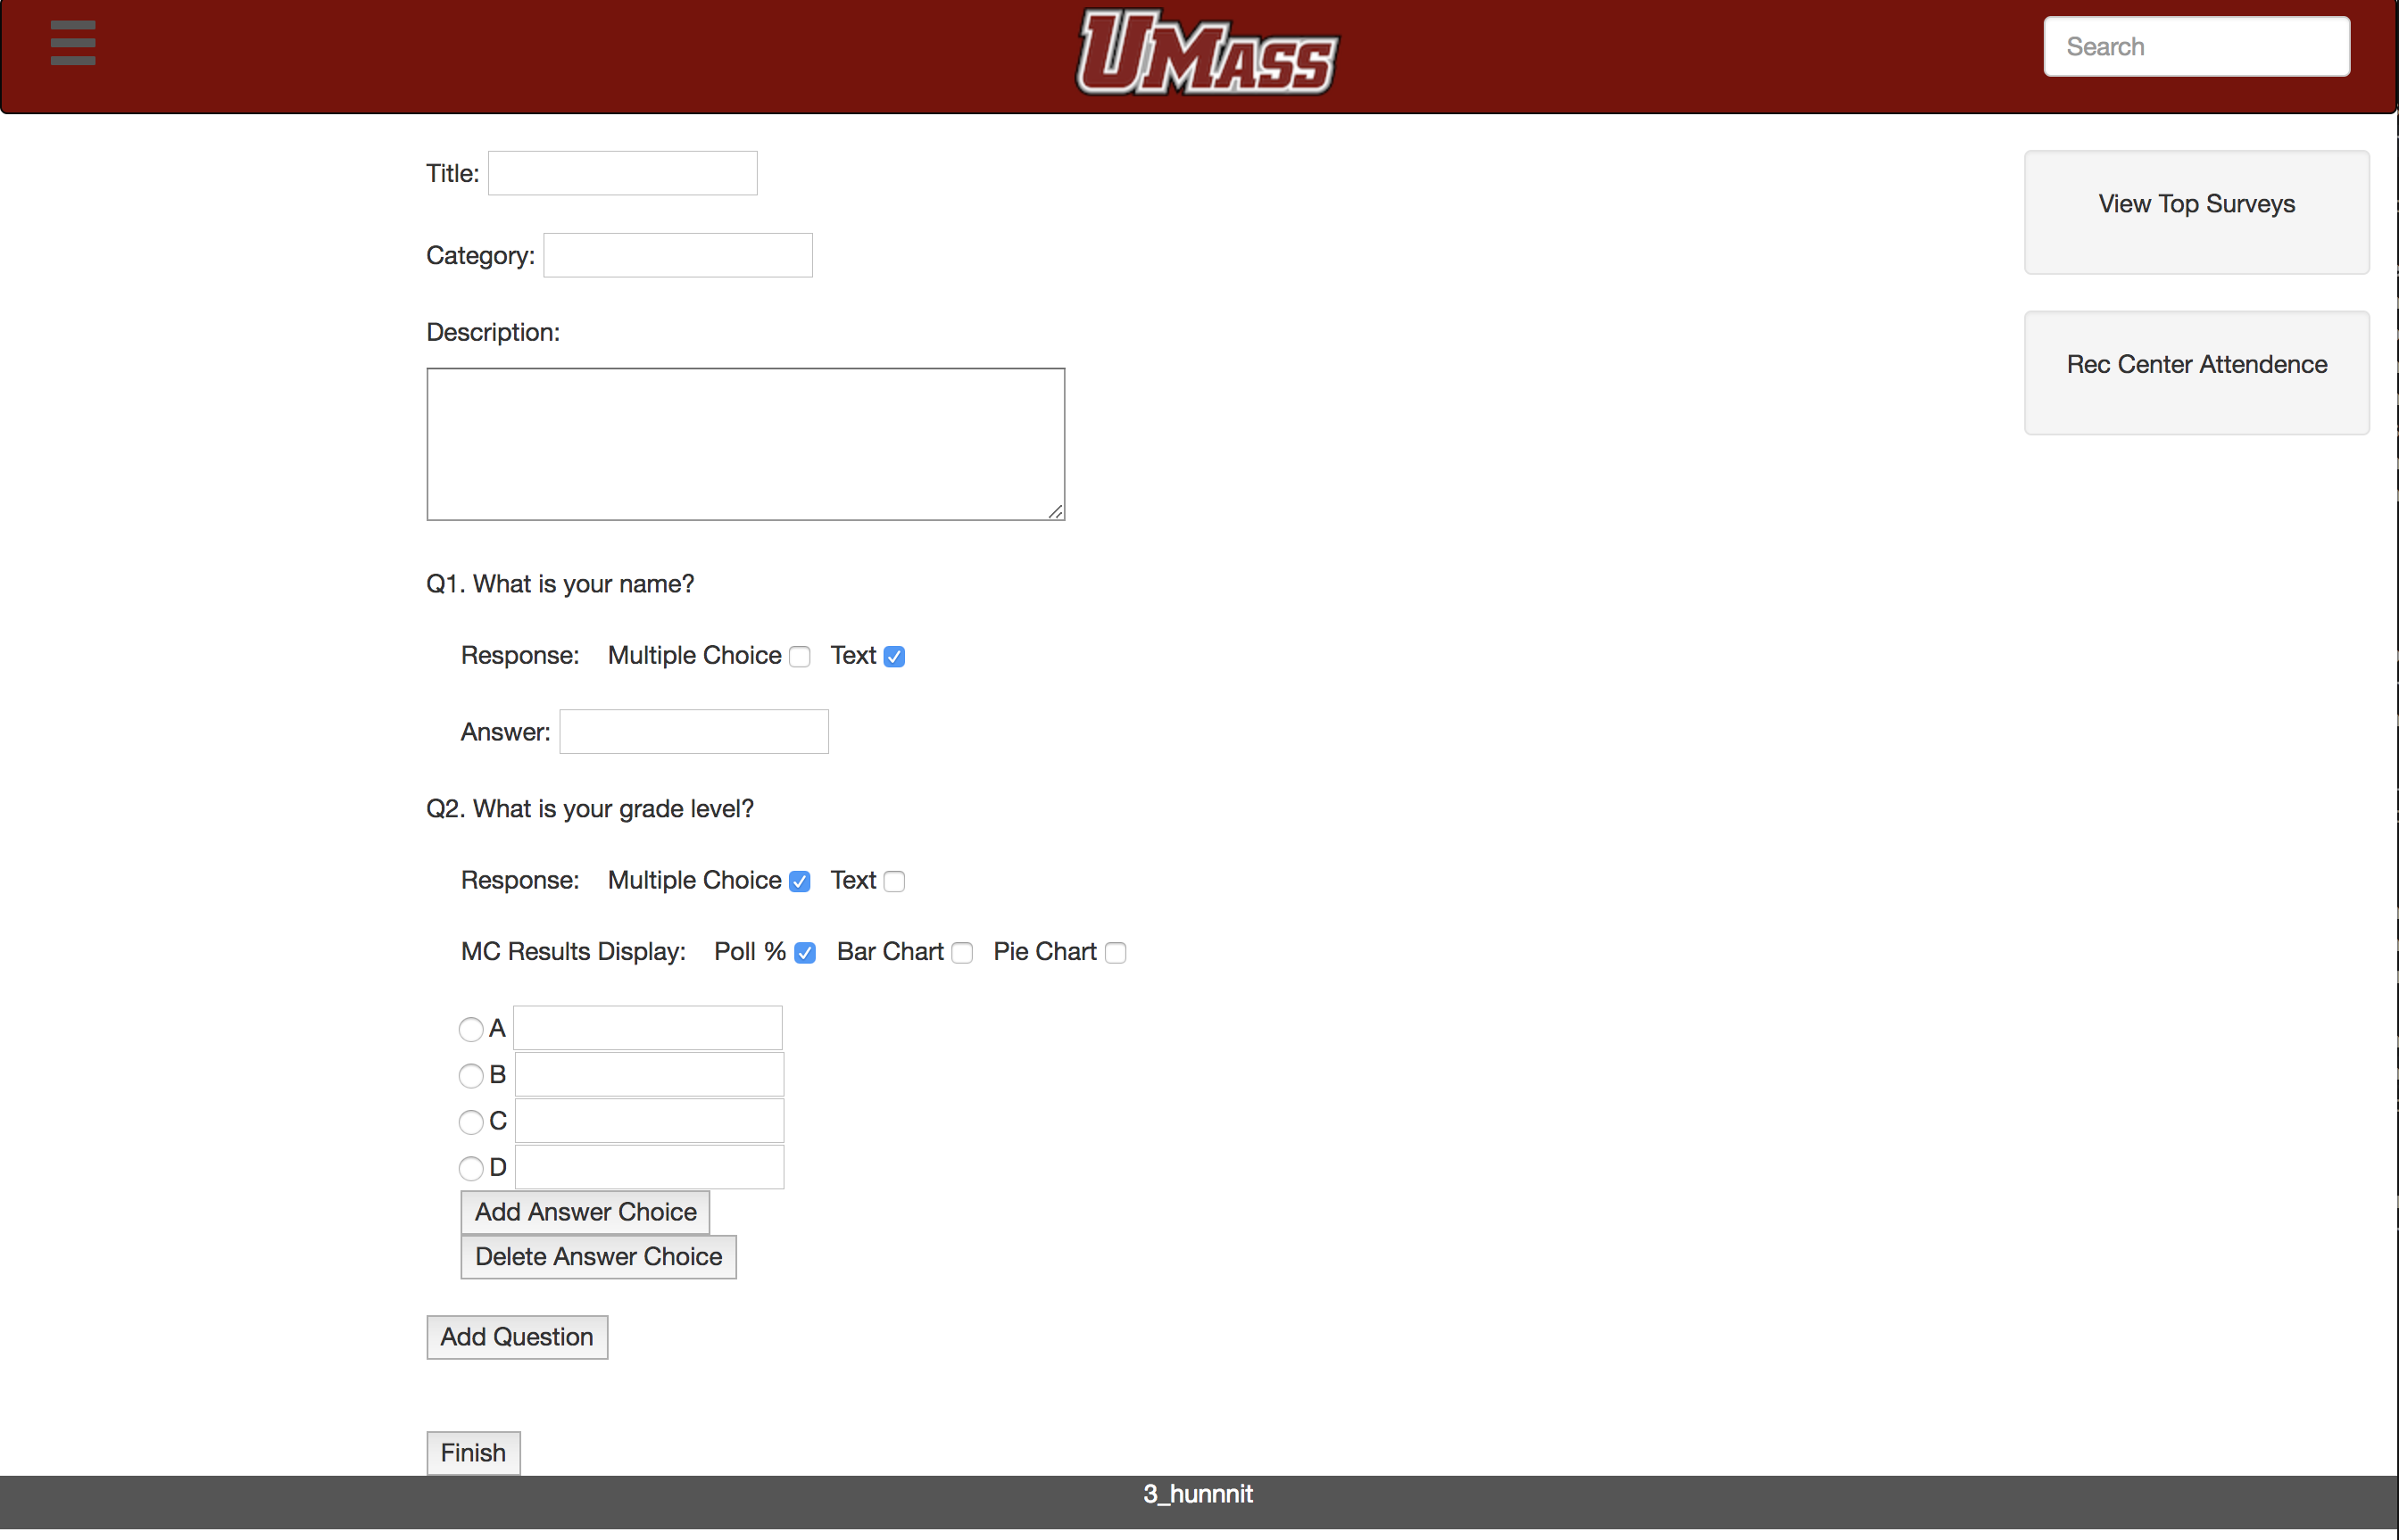 UMASS
Search
Title:
View Top Surveys
Category:
Description:
Rec Center Attendence
Q1. What is your name?
Response: Multiple Choice Text
Answer:
Q2. What is your grade level?
Response: Multiple Choice Text
MC Results Display: Poll % Bar Chart Pie Chart
A
B
C
D
Add Answer Choice
Delete Answer Choice
Add Question
Finish
3_hunnnit